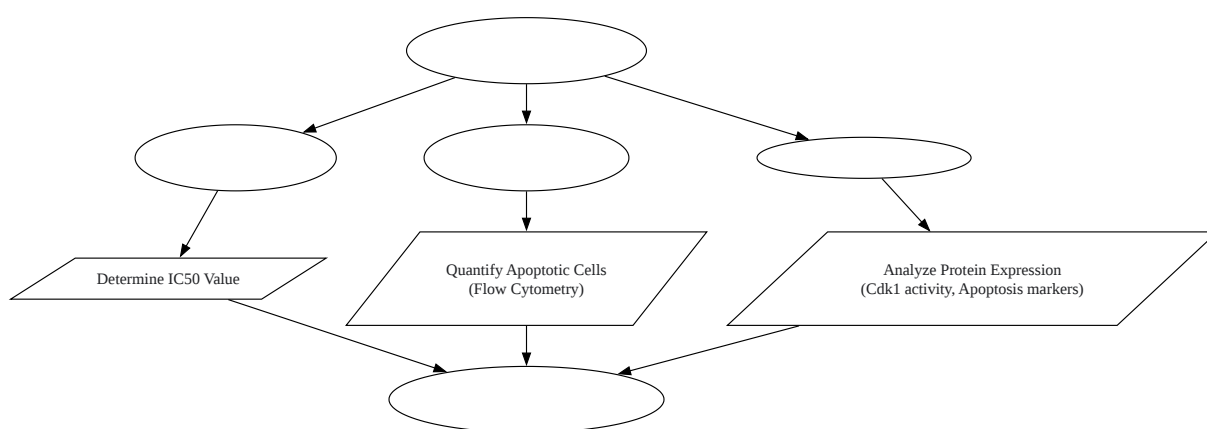 Determine IC50 Value
Quantify Apoptotic Cells
(Flow Cytometry)
Analyze Protein Expression
(Cdk1 activity, Apoptosis markers)